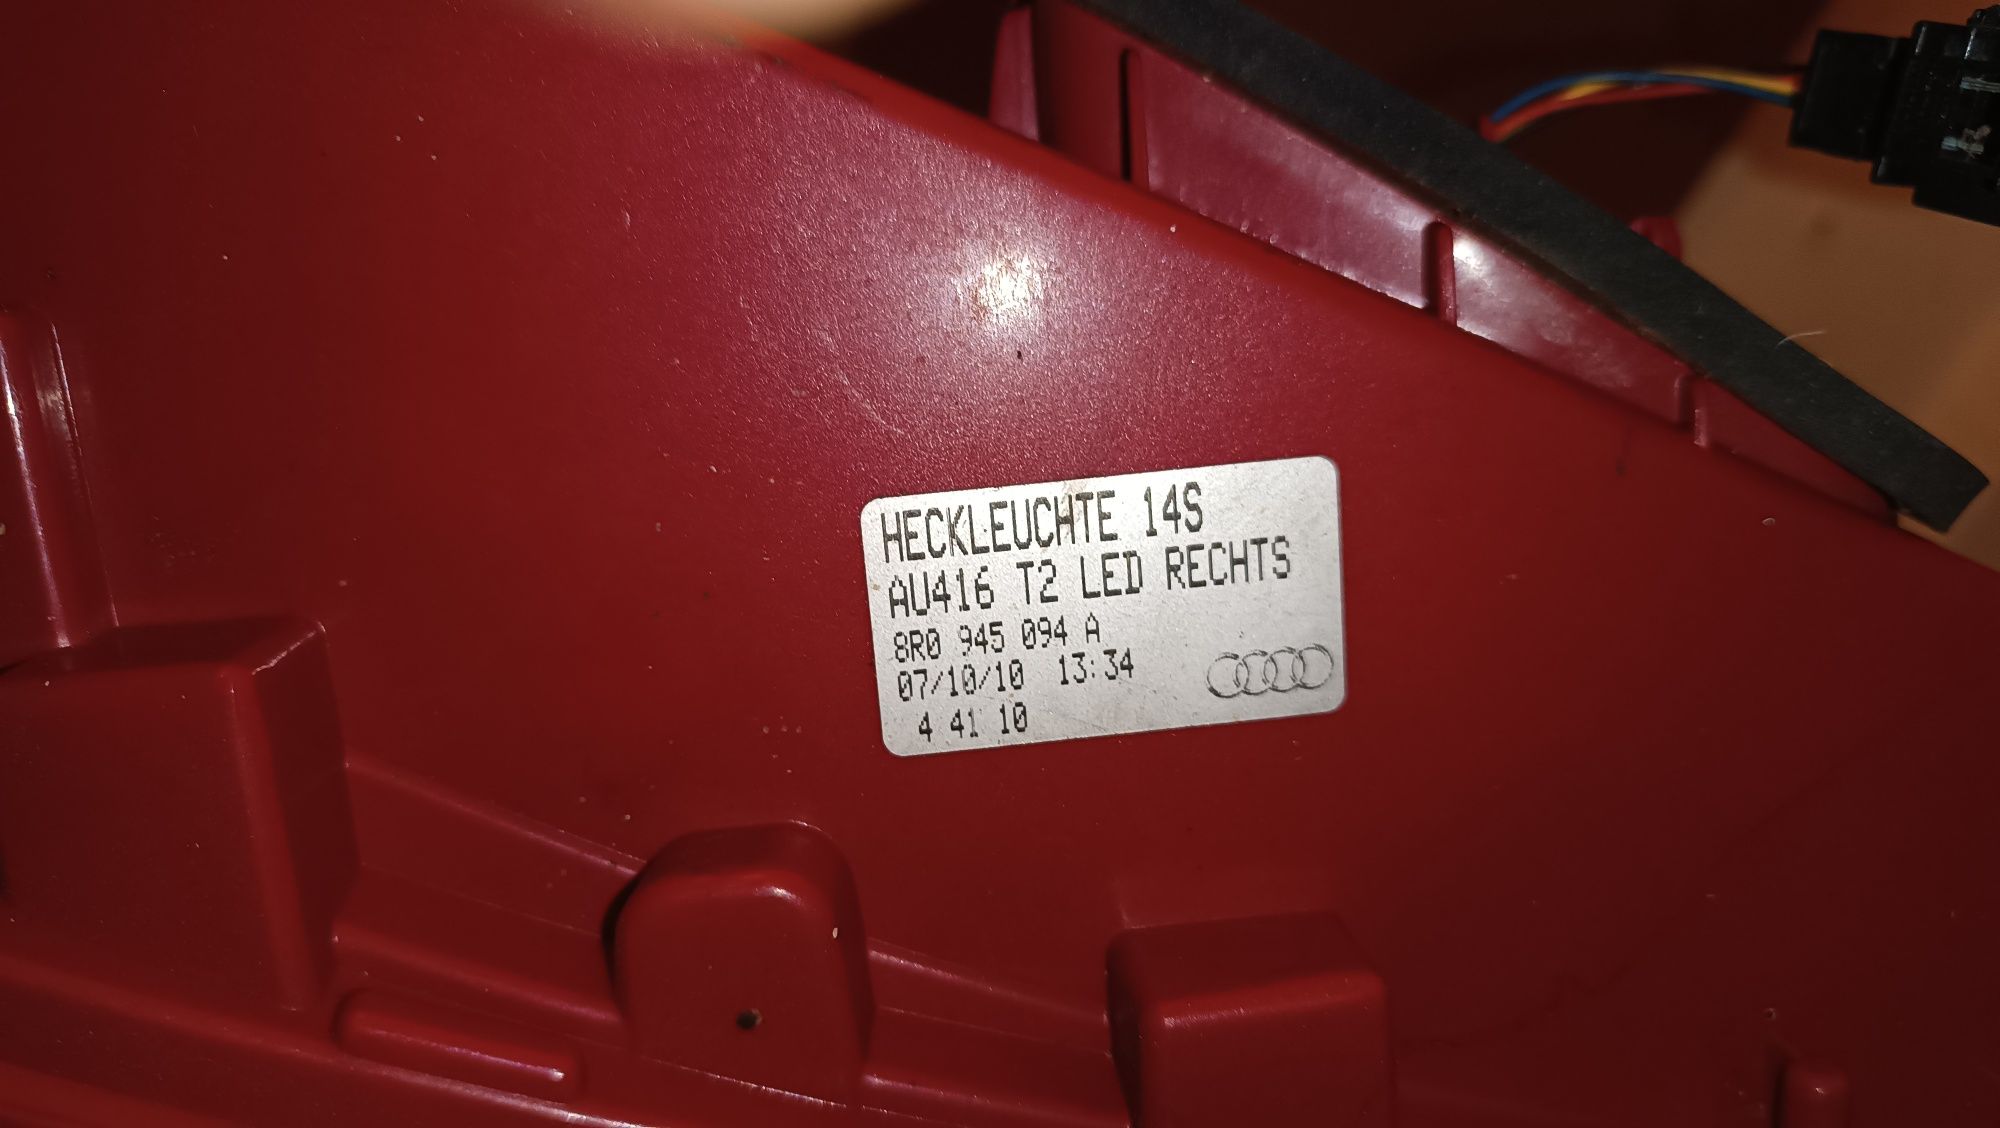 HECKLEUCHTE 14S
AU416 T2 LED RECHTS
8R0 945 094 A
07/10/10 13:34
4 41 10